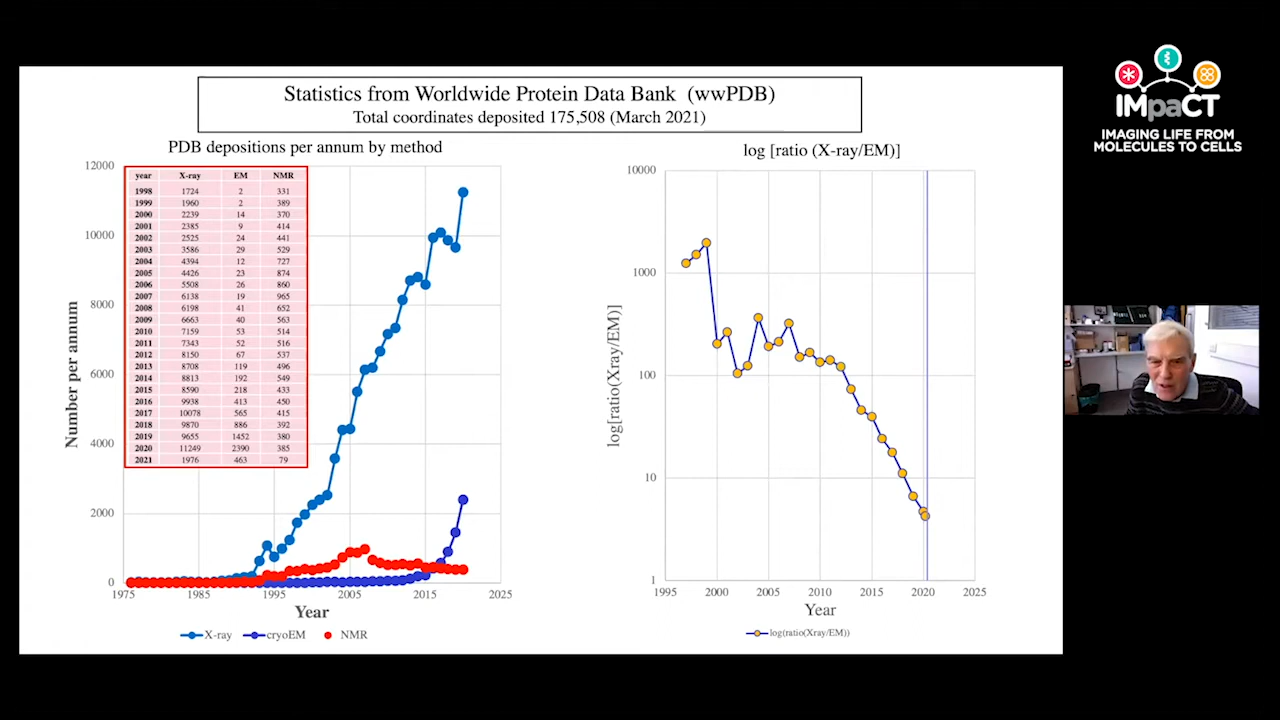 Statistics from Worldwide Protein Data Bank (wwPDB)
Total coordinates deposited 175,508 (March 2021)
PDB depositions per annum by method
12000
10000
8000
6000
4000
2000
0
Number per annum
year X-ray EM NMR
1998 1724 2 331
1999 1960 2 389
2000 2239 14 370
2001 2385 9 414
2002 2525 24 441
2003 3586 29 529
2004 4394 12 727
2005 4426 23 874
2006 5508 26 860
2007 6138 19 965
2008 6198 41 652
2009 6663 40 563
2010 7159 53 514
2011 7343 52 516
2012 8150 67 537
2013 8708 119 496
2014 8813 192 549
2015 8590 218 433
2016 9938 413 450
2017 10078 565 415
2018 9870 886 392
2019 9655 1452 380
2020 11249 2390 385
2021 1976 463 79
1975 1985 1995 2005 2015 2025
Year
X-ray cryoEM NMR
log [ratio (X-ray/EM)]
10000
1000
100
10
1
log[ratio(Xray/EM)]
1995 2000 2005 2010 2015 2020 2025
Year
log(ratio(Xray/EM))
IMpaCT
IMAGING LIFE FROM
MOLECULES TO CELLS